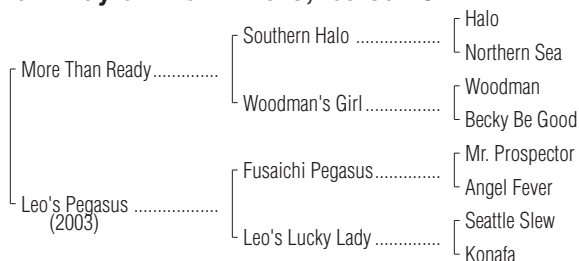 Halo
Southern Halo ..................
Northern Sea
More Than Ready..............
Woodman
Woodman's Girl................
Becky Be Good
Mr. Prospector
Fusaichi Pegasus...............
Angel Fever
Leo's Pegasus ..................
(2003)
Seattle Slew
Leo's Lucky Lady ...............
Konafa